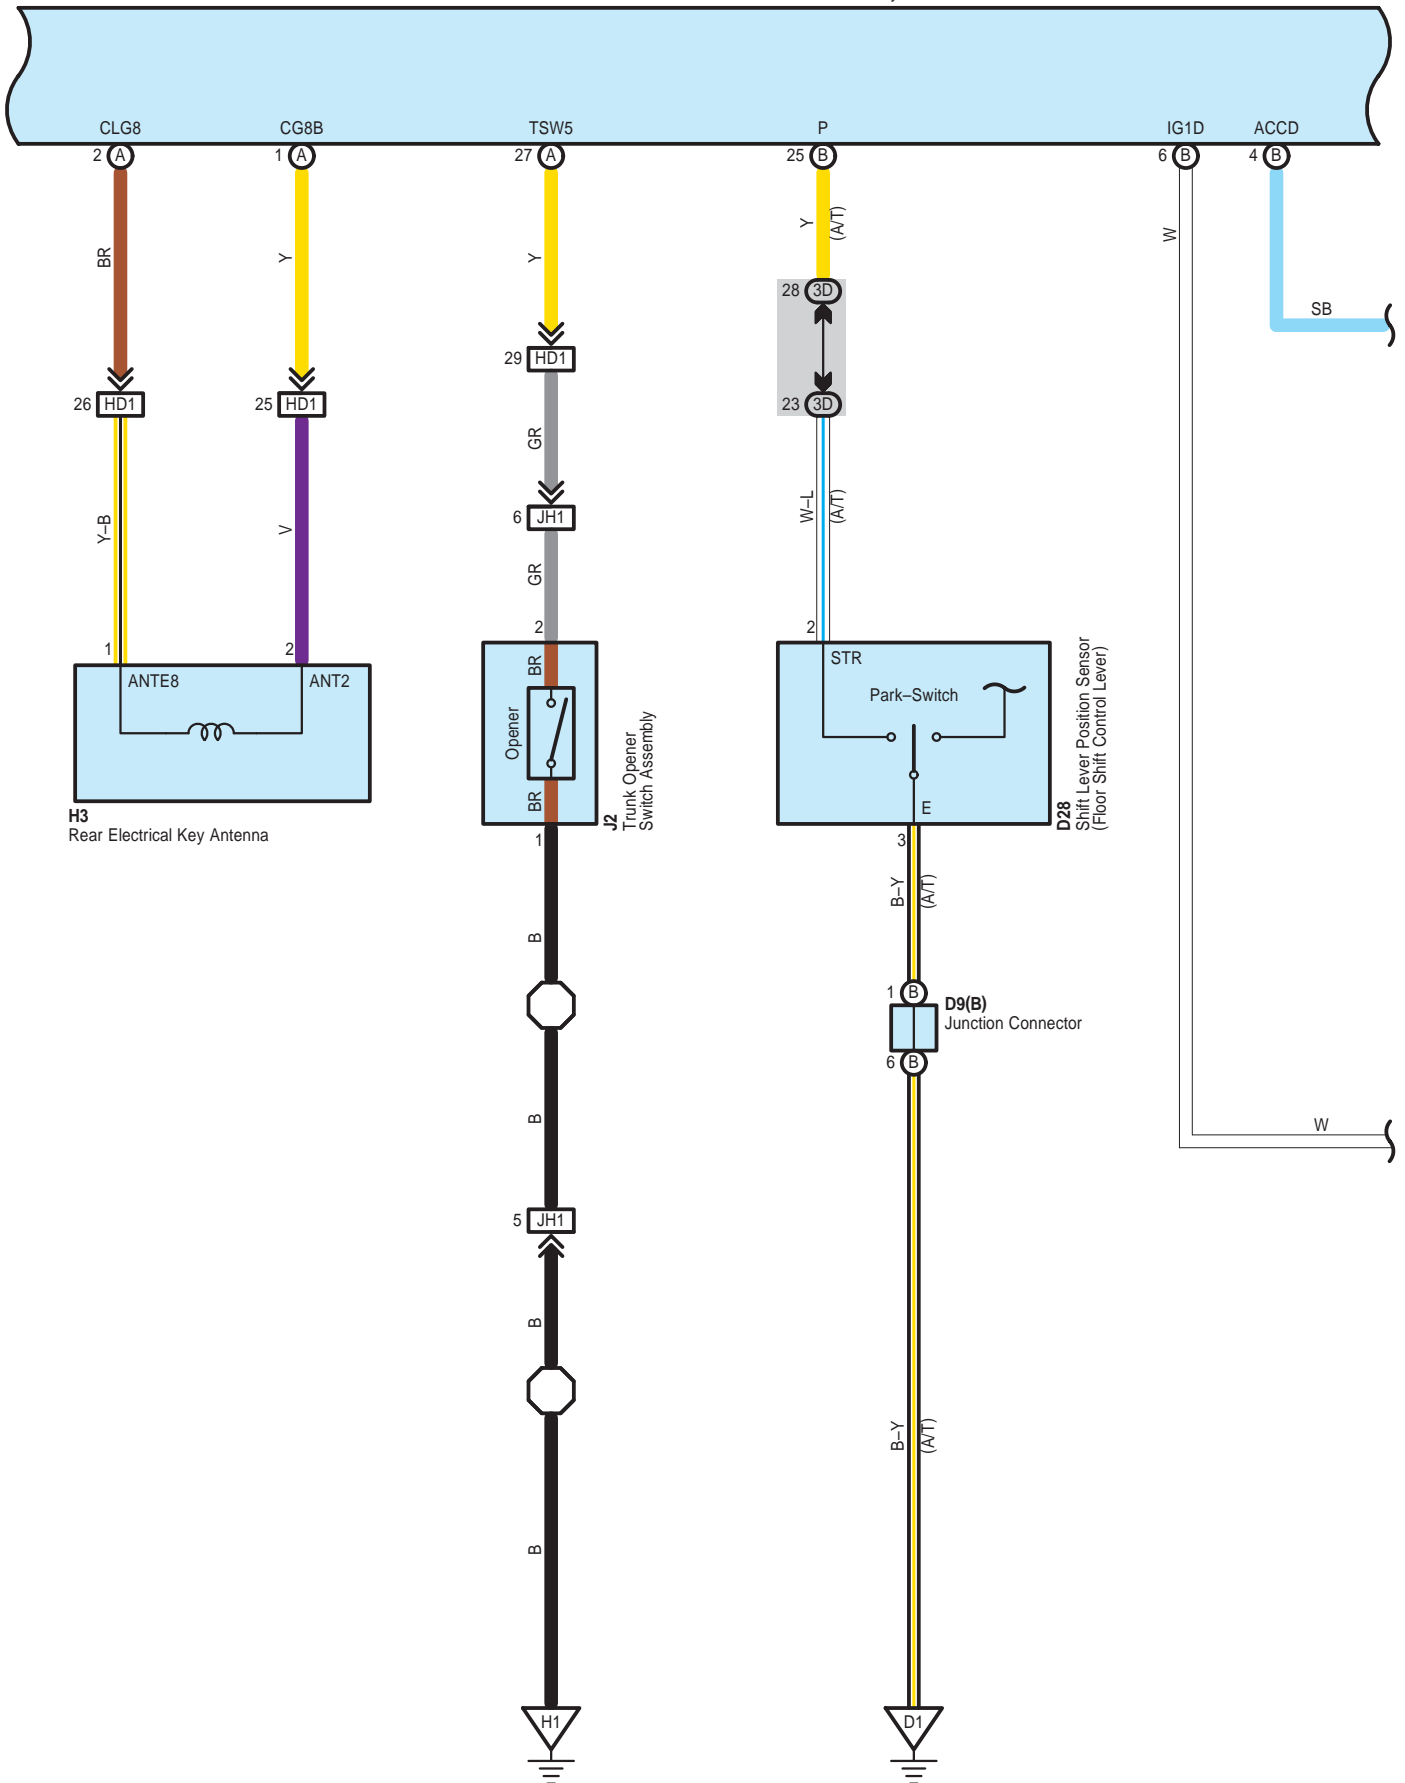 CLG8 CG8B TSW5 P IG1D ACCD
2 A 1 A 27 A 25 B 6 B 4 B
BR Y Y Y (A/T) W
28 3D
SB
29 HD1
26 HD1 25 HD1 23 3D
GR
Y–B V W–L (A/T)
6 JH1
GR
1 2 2 2
ANTE8 ANT2 BR STR
Park–Switch
Opener
BR E
H3
Rear Electrical Key Antenna
J2
Trunk Opener
Switch Assembly
D28
Shift Lever Position Sensor
(Floor Shift Control Lever)
1 3
B–Y (A/T)
B
1 B
D9(B)
Junction Connector
6 B
B
W
5 JH1
B
B–Y (A/T)
B
H1 D1